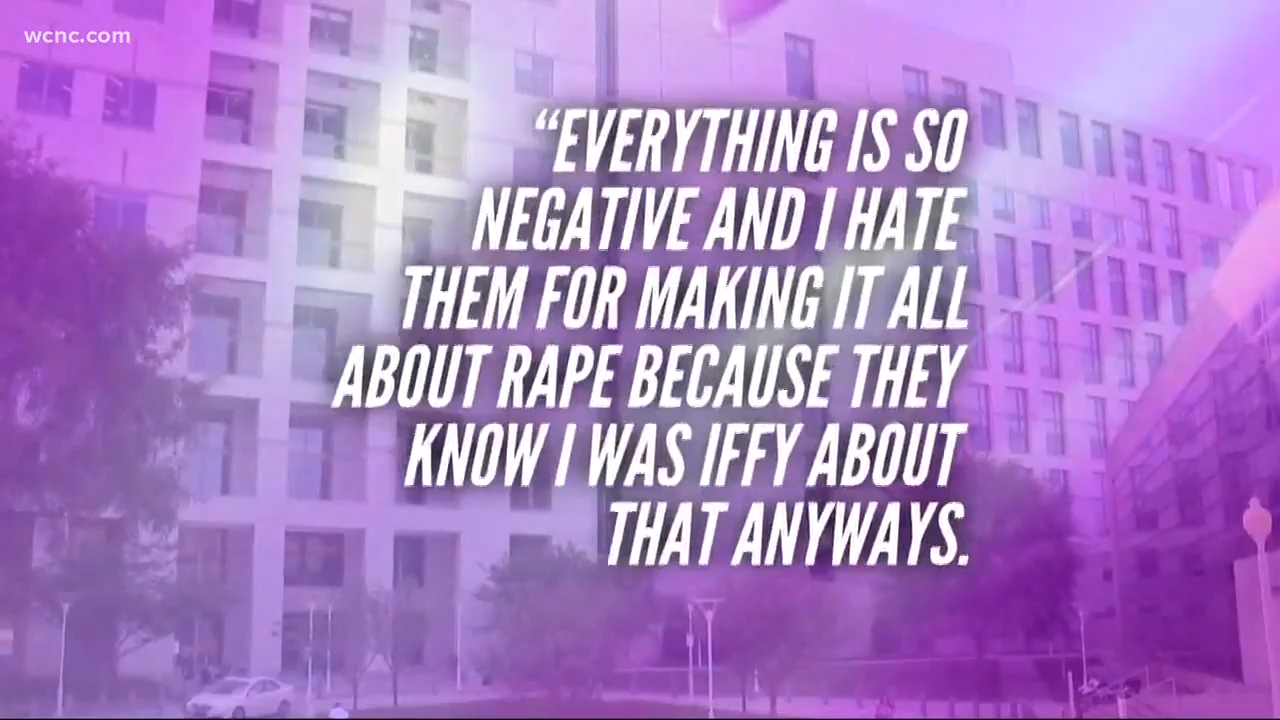 wcnc.com
“EVERYTHING IS SO
NEGATIVE AND I HATE
THEM FOR MAKING IT ALL
ABOUT RAPE BECAUSE THEY
KNOW I WAS IFFY ABOUT
THAT ANYWAYS.